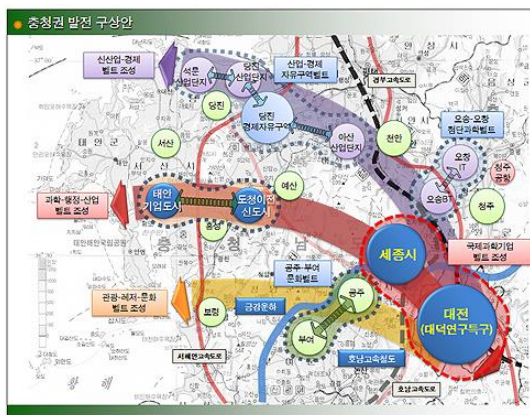 충청권 발전 구상안
신산업-경제
벨트 조성
석문
산업단지
당진
산업단지
산업-경제
자유구역벨트
경부고속도로
당진
당진
경제자유구역
아산
산업단지
천안
오송-오창
첨단과학벨트
오창
IT
청주
공항
오송BT
청주
서산
예산
태안
기업도시
도청이전
신도시
홍성
과학-행정-산업
벨트 조성
세종시
국제과학기업
벨트 조성
공주-부여
문화벨트
관광-레저-문화
벨트 조성
보령
금강운하
공주
부여
대전
(대덕연구특구)
서해안고속도로
호남고속철도
호남고속도로